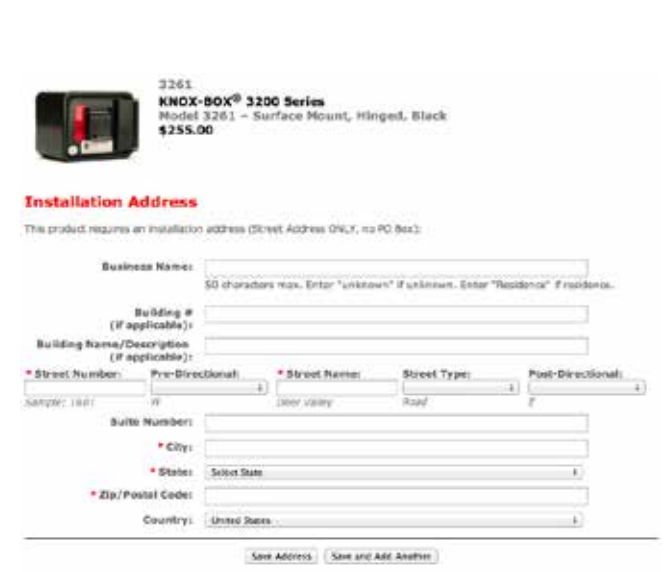 3261
KNOX-BOX® 3200 Series
Model 3261 – Surface Mount, Hinged, Black
$255.00
Installation Address
This product requires an installation address (Street Address ONLY, no PO Box):
Business Name:
50 characters max. Enter "unknown" if unknown. Enter "Residence" if residence.
Building #
(if applicable):
Building Name/Description
(if applicable):
* Street Number: Pre-Directional: * Street Name: Street Type: Post-Directional:
Sample: 1601 W Deer Valley Road E
Suite Number:
* City:
* State: Select State
* Zip/Postal Code:
Country: United States
Save Address Save and Add Another